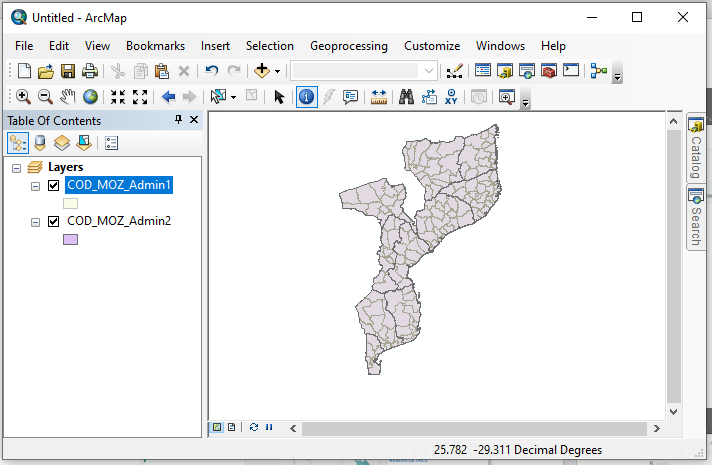 Untitled - ArcMap
File Edit View Bookmarks Insert Selection Geoprocessing Customize Windows Help
XY
Table Of Contents
Layers
COD_MOZ_Admin1
COD_MOZ_Admin2
Catalog
Search
25.782 -29.311 Decimal Degrees